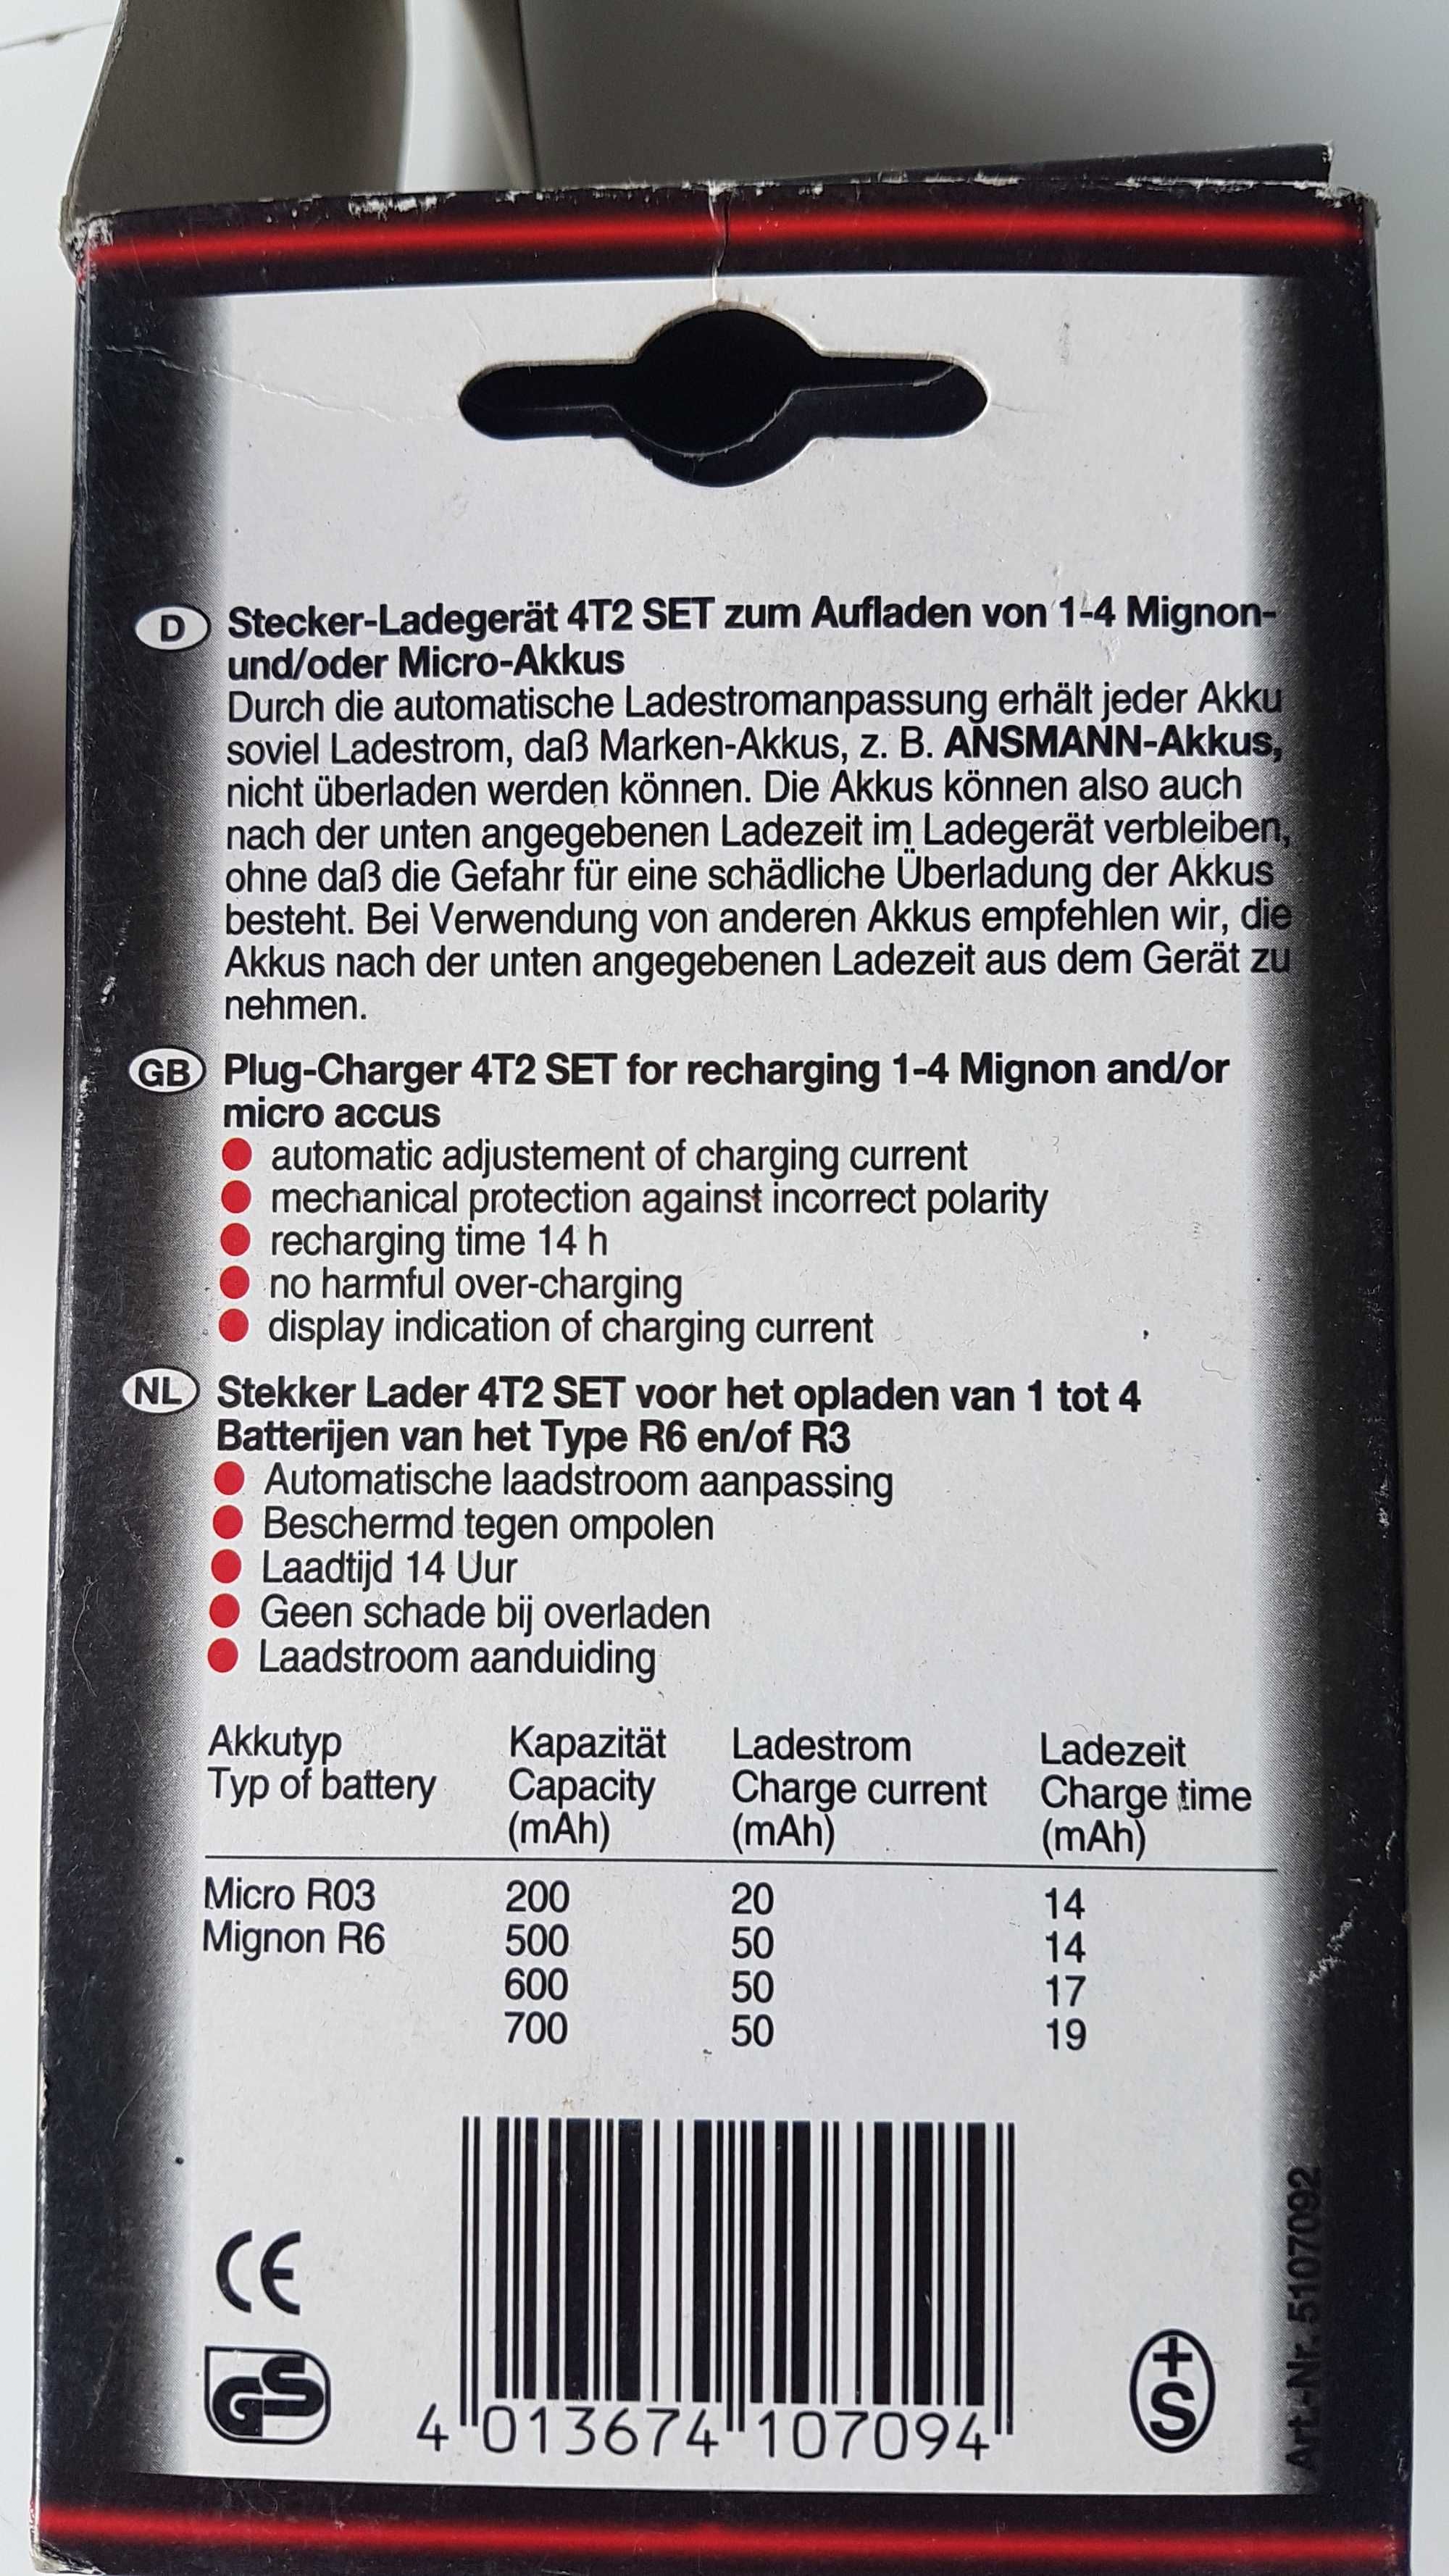 D Stecker-Ladegerät 4T2 SET zum Aufladen von 1-4 Mignon-
und/oder Micro-Akkus
Durch die automatische Ladestromanpassung erhält jeder Akku
soviel Ladestrom, daß Marken-Akkus, z. B. ANSMANN-Akkus,
nicht überladen werden können. Die Akkus können also auch
nach der unten angegebenen Ladezeit im Ladegerät verbleiben,
ohne daß die Gefahr für eine schädliche Überladung der Akkus
besteht. Bei Verwendung von anderen Akkus empfehlen wir, die
Akkus nach der unten angegebenen Ladezeit aus dem Gerät zu
nehmen.
GB Plug-Charger 4T2 SET for recharging 1-4 Mignon and/or
micro accus
● automatic adjustement of charging current
● mechanical protection against incorrect polarity
● recharging time 14 h
● no harmful over-charging
● display indication of charging current
NL Stekker Lader 4T2 SET voor het opladen van 1 tot 4
Batterijen van het Type R6 en/of R3
● Automatische laadstroom aanpassing
● Beschermd tegen ompolen
● Laadtijd 14 Uur
● Geen schade bij overladen
● Laadstroom aanduiding
Akkutyp Kapazität Ladestrom Ladezeit
Typ of battery Capacity Charge current Charge time
(mAh) (mAh) (mAh)
Micro R03 200 20 14
Mignon R6 500 50 14
600 50 17
700 50 19
CE
GS
4 013674 107094
+S
Art.-Nr. 5107092